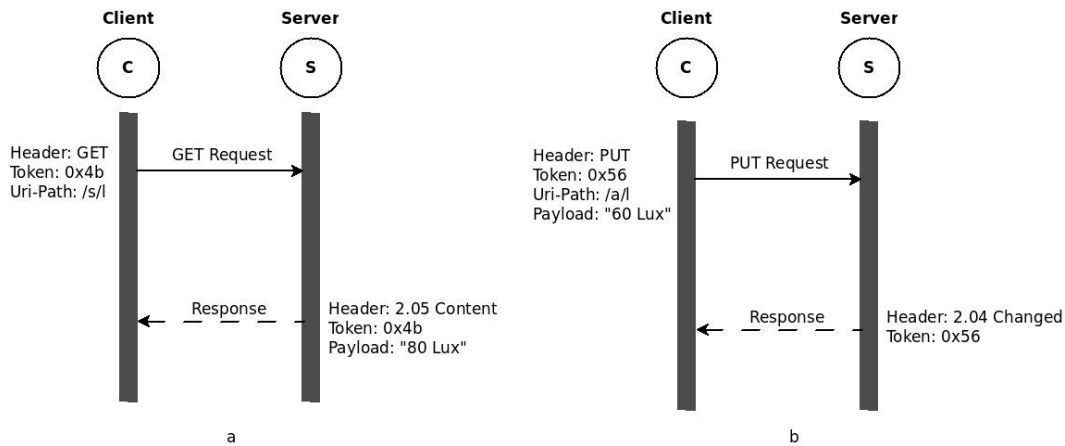 Client
Server
C
S
Header: GET
Token: 0x4b
Uri-Path: /s/l
GET Request
Response
Header: 2.05 Content
Token: 0x4b
Payload: "80 Lux"
a
Client
Server
C
S
Header: PUT
Token: 0x56
Uri-Path: /a/l
Payload: "60 Lux"
PUT Request
Response
Header: 2.04 Changed
Token: 0x56
b